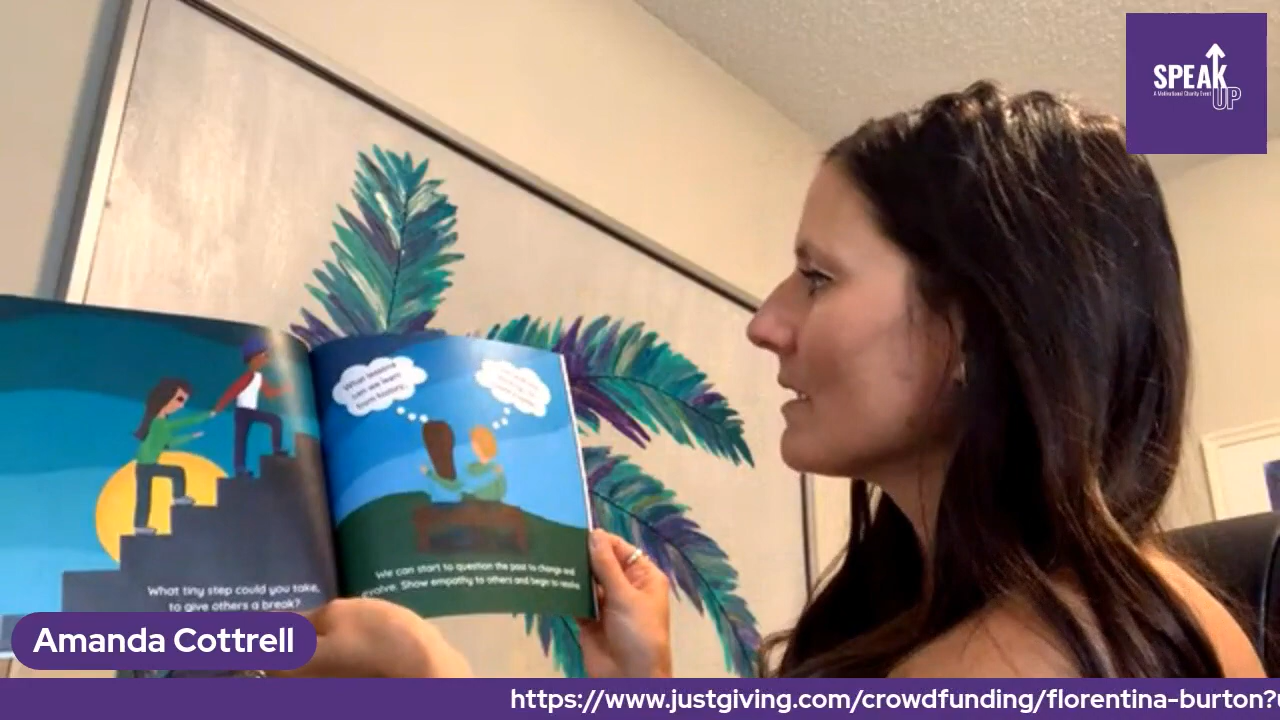 SPEAK
UP
A Motivational Charity Event
What lessons
can we learn
from history...
What tiny step could you take,
to give others a break?
We can start to question the past to change and
evolve. Show empathy to others and begin to resolve.
Amanda Cottrell
https://www.justgiving.com/crowdfunding/florentina-burton?